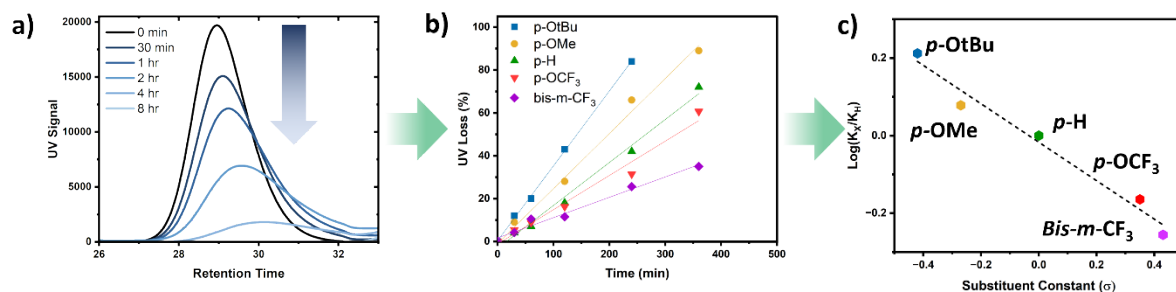 a)
UV Signal
20000
15000
10000
5000
0
0 min
30 min
1 hr
2 hr
4 hr
8 hr
26 28 30 32
Retention Time
b)
UV Loss (%)
100
80
60
40
20
0
p-OtBu
p-OMe
p-H
p-OCF₃
bis-m-CF₃
0 100 200 300 400 500
Time (min)
c)
Log(K_X/K_H)
0.2
0.0
−0.2
p-OtBu
p-OMe
p-H
p-OCF₃
Bis-m-CF₃
−0.4 −0.2 0.0 0.2 0.4
Substituent Constant (σ)